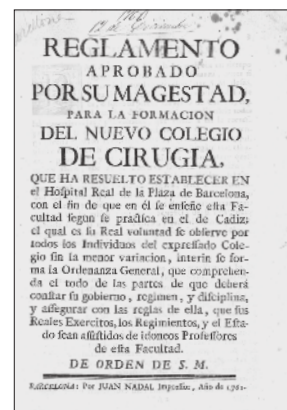 REGLAMENTO
APROBADO
POR SU MAGESTAD,
PARA LA FORMACION
DEL NUEVO COLEGIO
DE CIRUGIA,
QUE HA RESUELTO ESTABLECER EN
el Hospital Real de la Plaza de Barcelona,
con el fin de que en él se enseñe esta Fa-
cultad segun se practica en el de Cadiz;
el qual es su Real voluntad se observe por
todos los Individuos del expressado Cole-
gio sin la menor variacion, interin se for-
ma la Ordenanza General, que comprehen-
da el todo de las partes de que deberá
constar su gobierno, regimen, y disciplina,
y assegurar con las reglas de ella, que sus
Reales Exercitos, los Regimientos, y el Esta-
do sean assistidos de idoneos Professores
de esta Facultad.
DE ORDEN DE S. M.
BARCELONA: Por JUAN NADAL Impressor, Año de